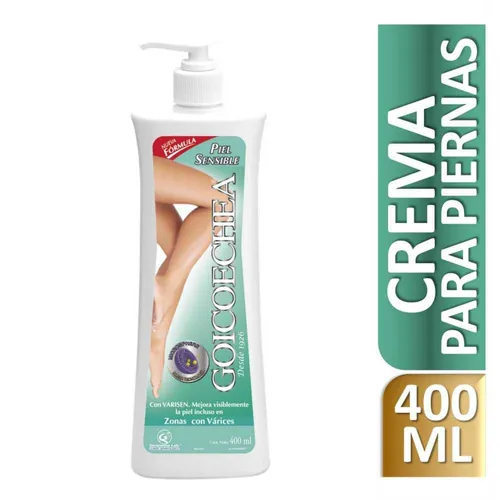 NUEVA
FÓRMULA
PIEL
SENSIBLE
GOICOECHEA
Desde 1926
Con VARISEN. Mejora visiblemente
la piel incluso en
Zonas con Várices
400 ml
CREMA
PARA PIERNAS
400
ML